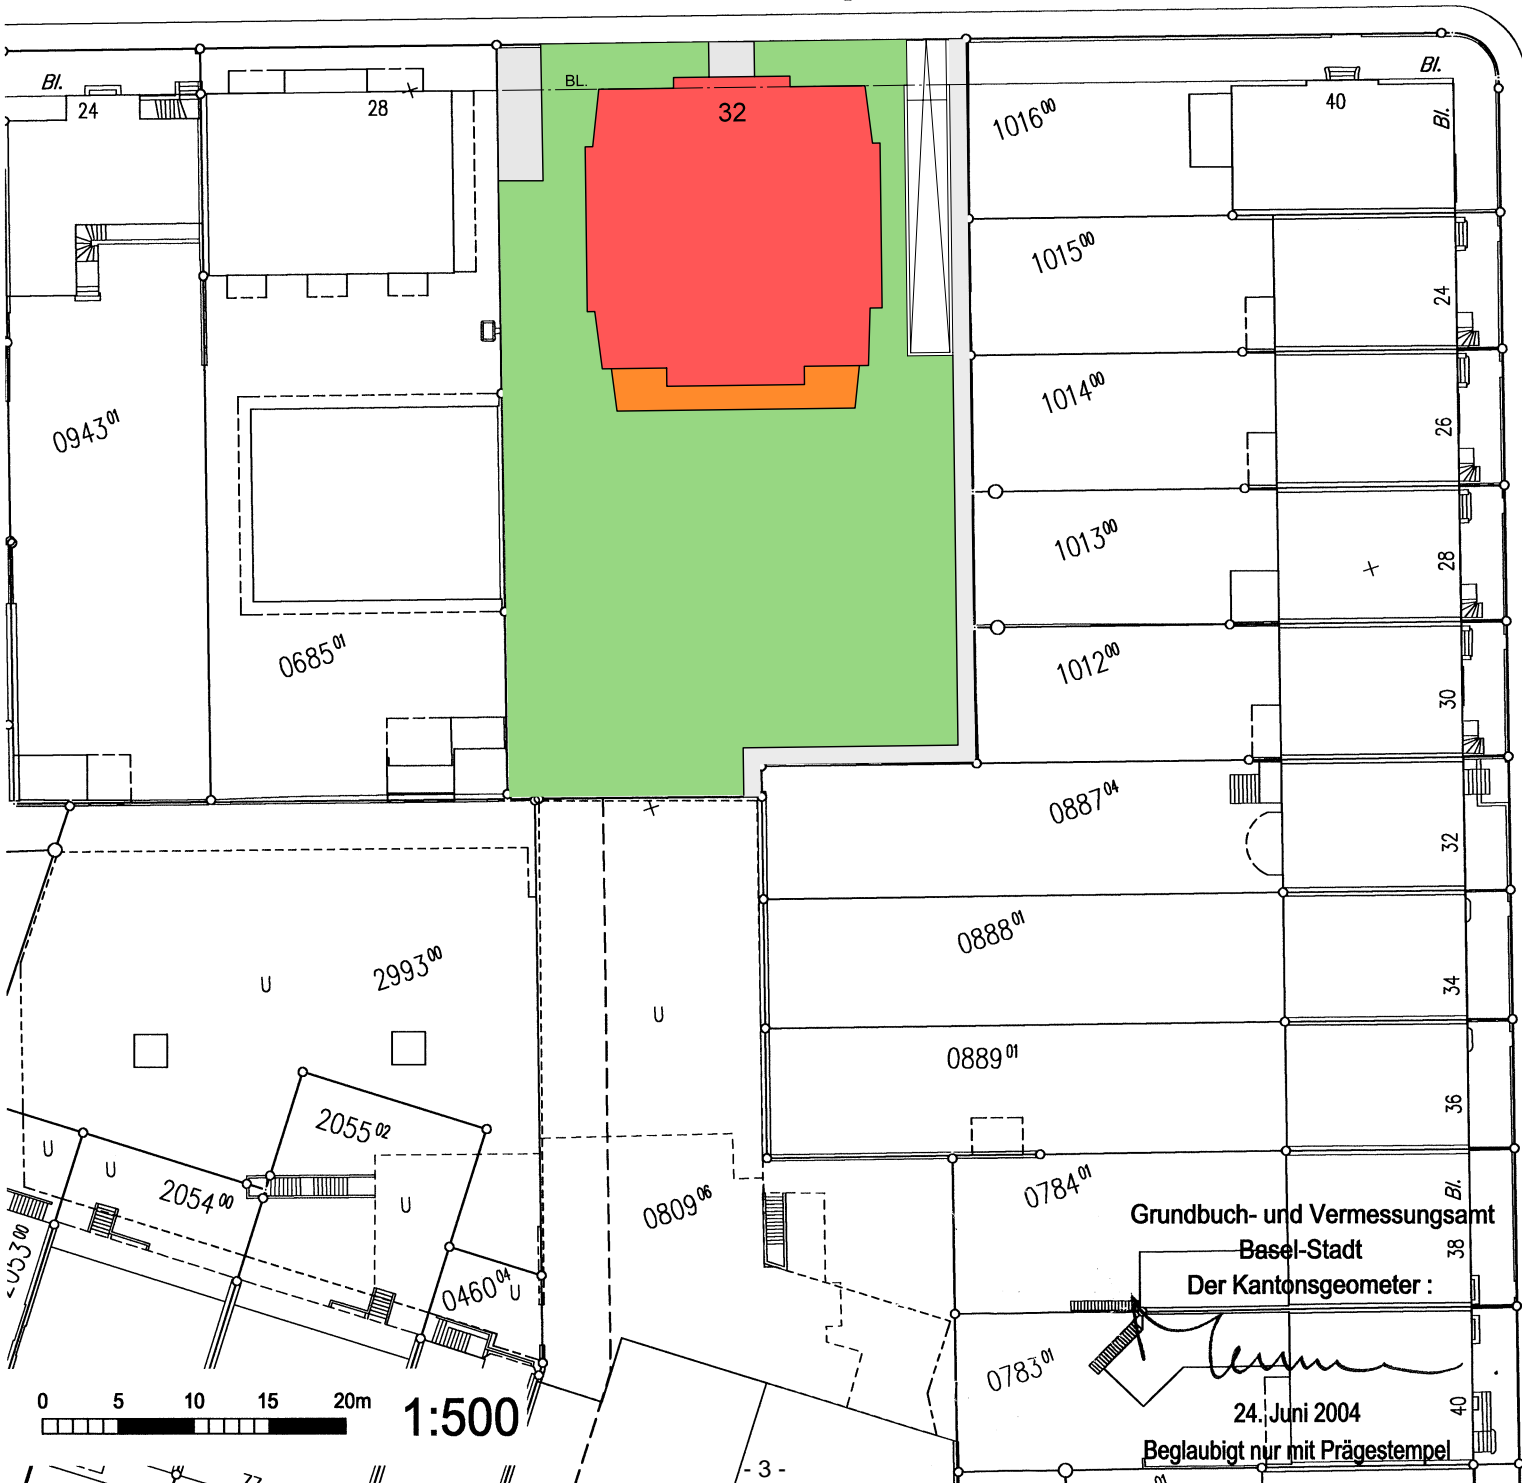 Bl.
24
28
BL.
32
1016⁰⁰
40
Bl.
Bl.
1015⁰⁰
24
0943⁰¹
1014⁰⁰
26
1013⁰⁰
28
0685⁰¹
1012⁰⁰
30
0887⁰⁴
32
0888⁰¹
2993⁰⁰
U
U
34
0889⁰¹
36
2055⁰²
U
U
2054⁰⁰
U
0809⁰⁶
0784⁰¹
Bl.
Grundbuch- und Vermessungsamt
Basel-Stadt
38
Der Kantonsgeometer :
2053⁰⁰
0460⁰⁴
U
0783⁰¹
0 5 10 15 20m
1:500
24. Juni 2004
40
Beglaubigt nur mit Prägestempel
- 3 -